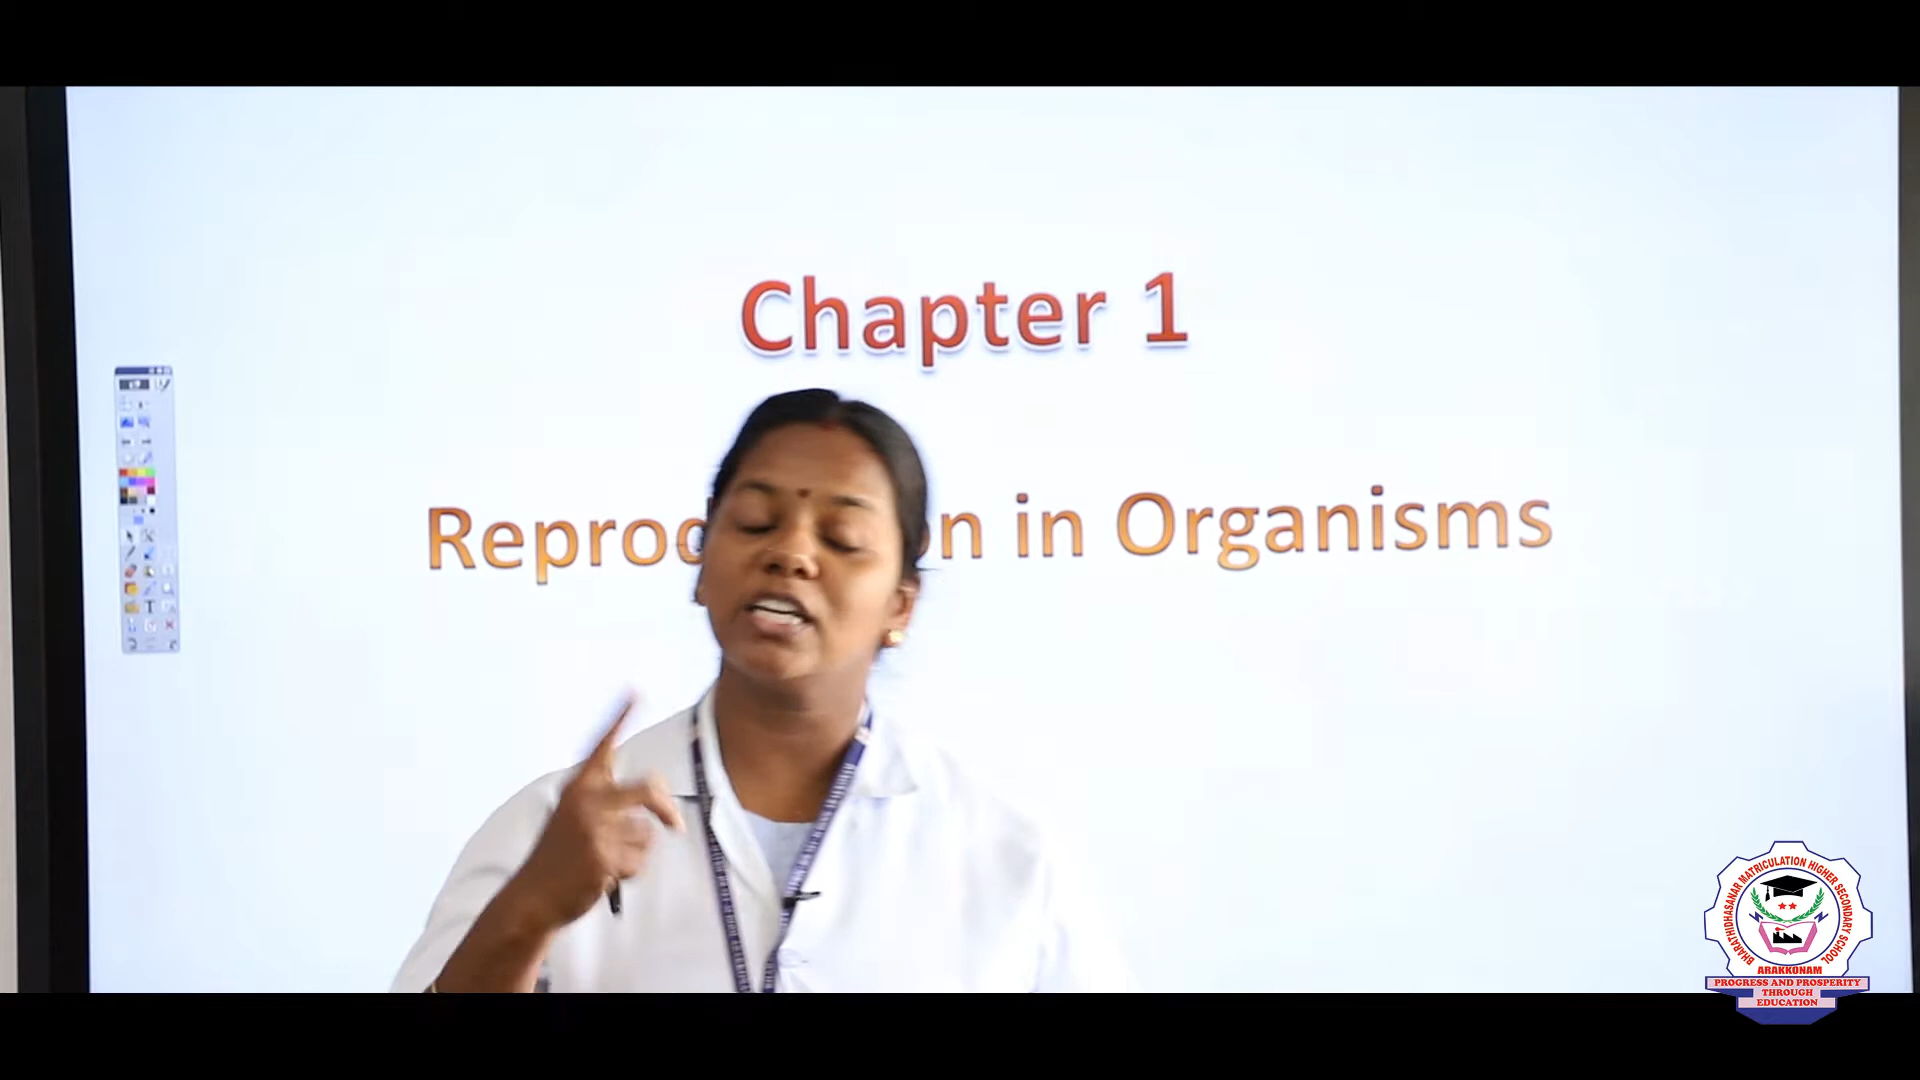 Chapter 1
Reprod n in Organisms
T
BHARATHIDHASANAR MATRICULATION HIGHER SECONDARY SCHOOL
ARAKKONAM
PROGRESS AND PROSPERITY
THROUGH
EDUCATION